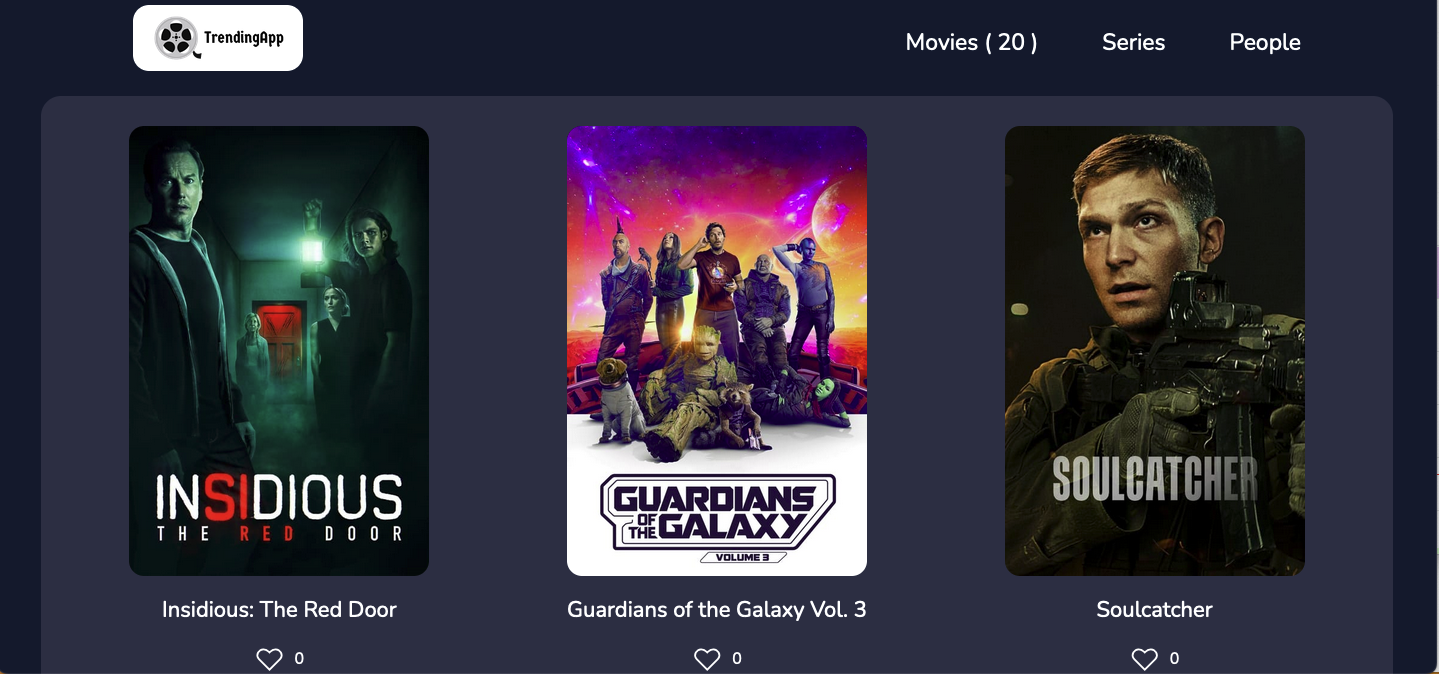 TrendingApp
Movies ( 20 )
Series
People
INSIDIOUS
THE RED DOOR
GUARDIANS
OF THE GALAXY
VOLUME 3
SOULCATCHER
Insidious: The Red Door
Guardians of the Galaxy Vol. 3
Soulcatcher
0
0
0